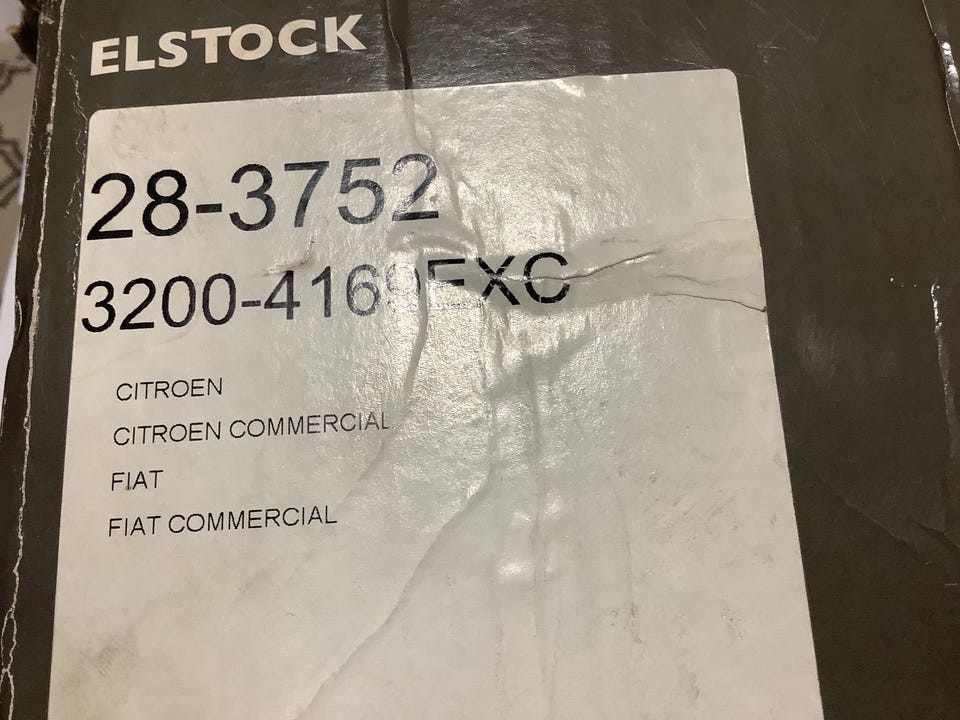 ELSTOCK
28-3752
3200-4169EXC
CITROEN
CITROEN COMMERCIAL
FIAT
FIAT COMMERCIAL